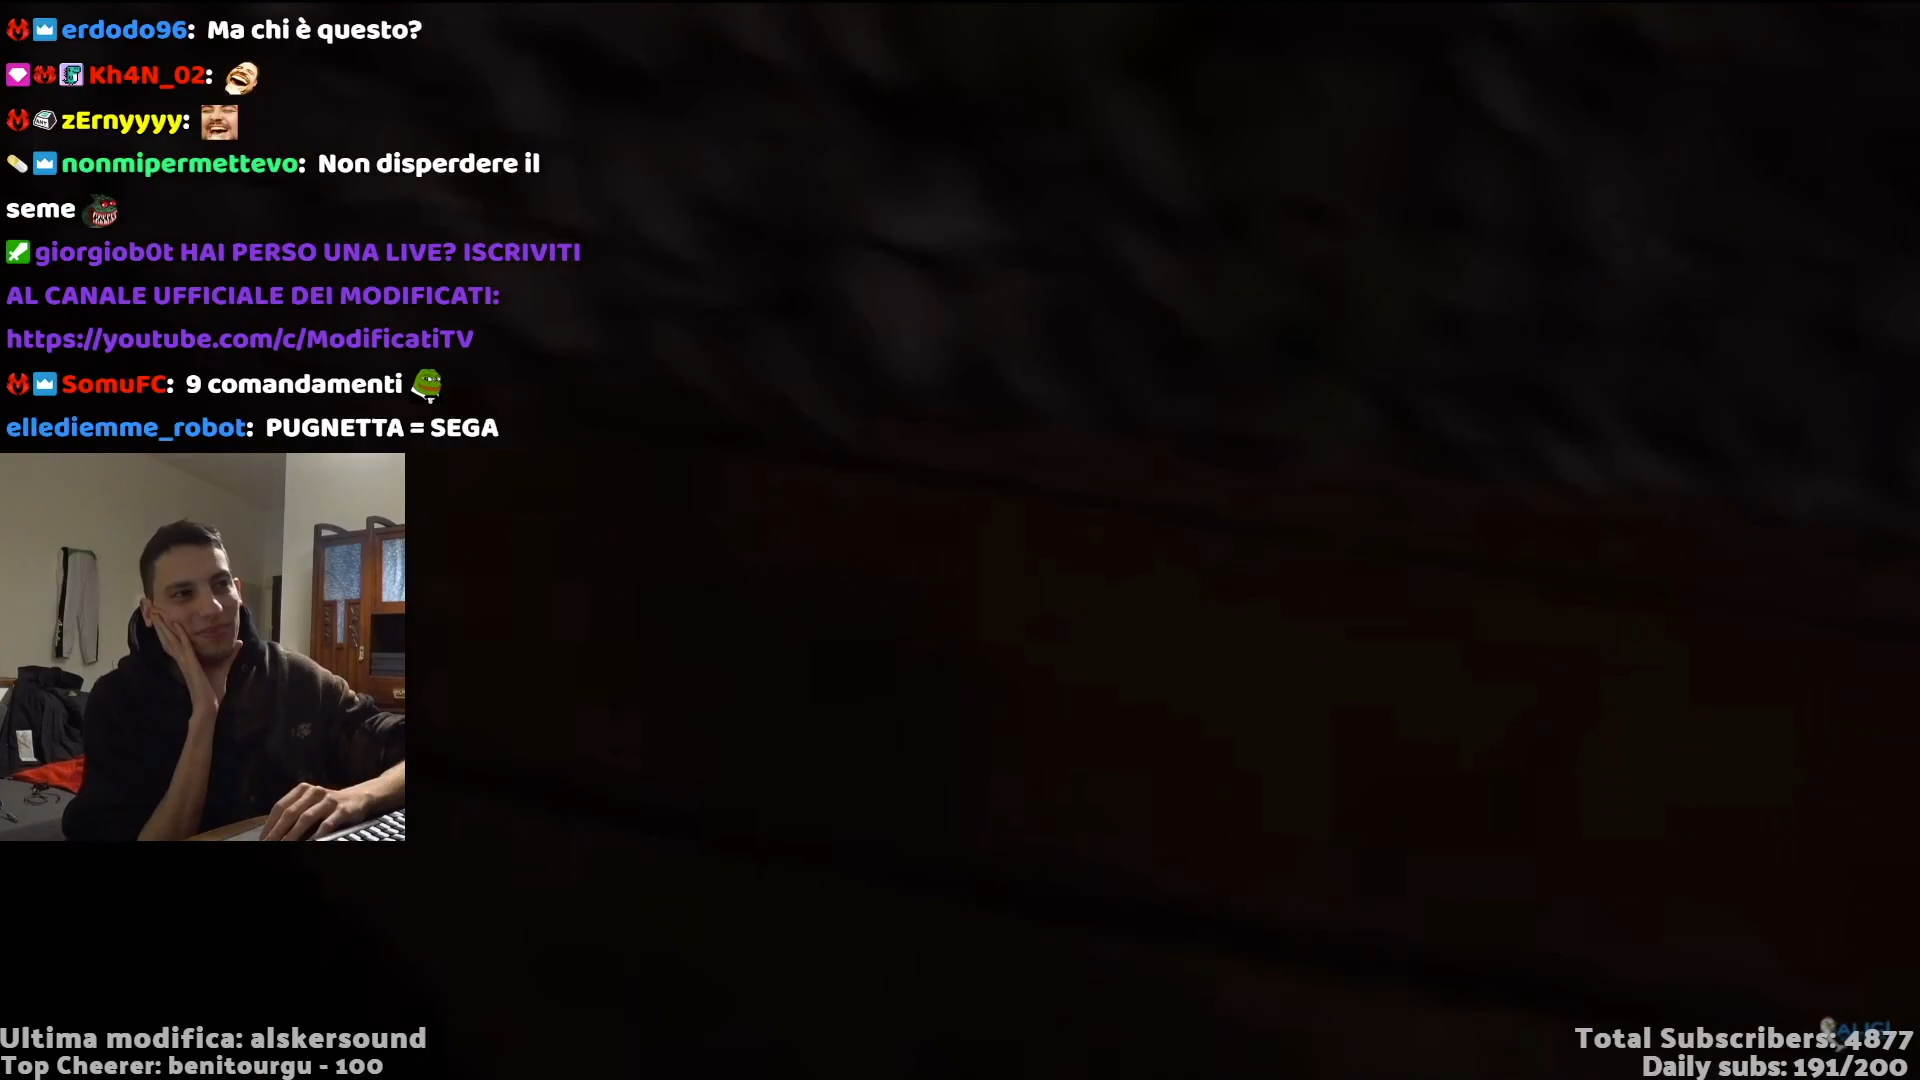 erdodo96: Ma chi è questo?
Kh4N_02:
zErnyyyy:
nonmipermettevo: Non disperdere il
seme
giorgiob0t HAI PERSO UNA LIVE? ISCRIVITI
AL CANALE UFFICIALE DEI MODIFICATI:
https://youtube.com/c/ModificatiTV
SomuFC: 9 comandamenti
ellediemme_robot: PUGNETTA = SEGA
Ultima modifica: alskersound
Top Cheerer: benitourgu - 100
Total Subscribers: 4877
Daily subs: 191/200